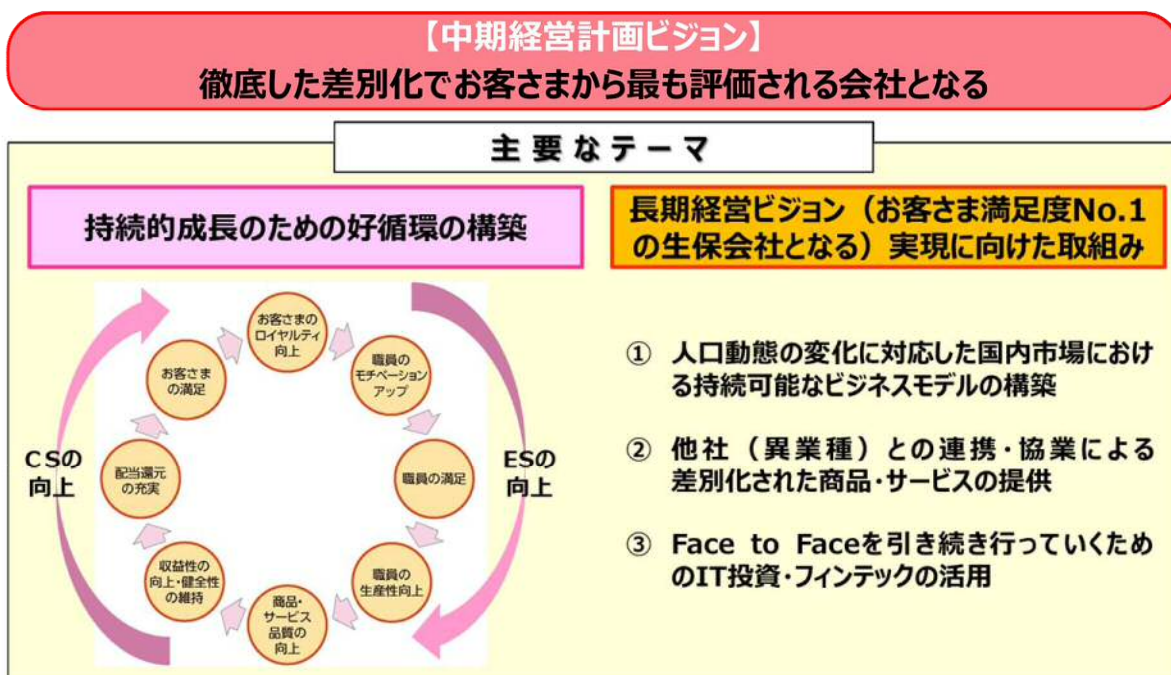 【中期経営計画ビジョン】
徹底した差別化でお客さまから最も評価される会社となる
主要なテーマ
持続的成長のための好循環の構築
お客さまの
ロイヤルティ
向上
職員の
モチベーション
アップ
職員の満足
職員の
生産性向上
商品・
サービス
品質の
向上
収益性の
向上・健全性
の維持
配当還元
の充実
お客さま
の満足
CSの
向上
ESの
向上
長期経営ビジョン（お客さま満足度No.1
の生保会社となる）実現に向けた取組み
① 人口動態の変化に対応した国内市場におけ
る持続可能なビジネスモデルの構築
② 他社（異業種）との連携・協業による
差別化された商品・サービスの提供
③ Face to Faceを引き続き行っていくため
のIT投資・フィンテックの活用